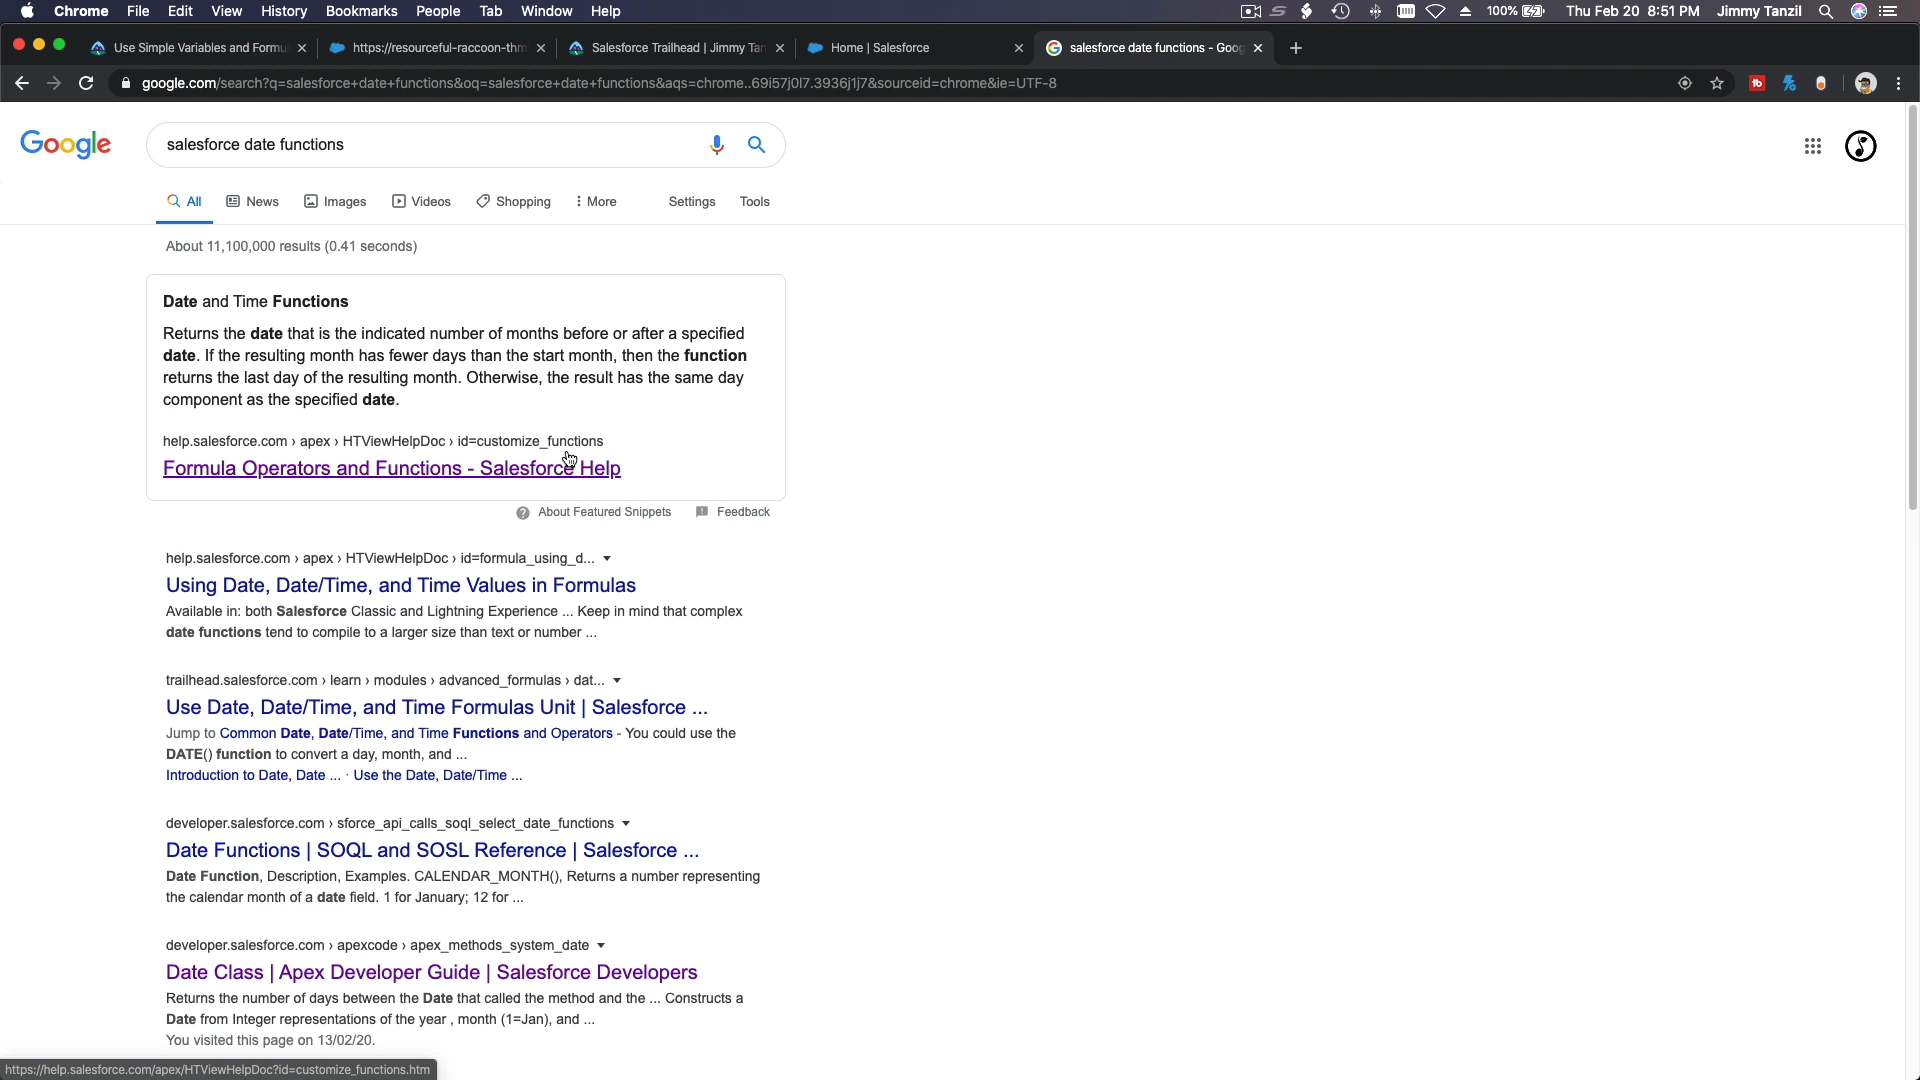 Chrome File Edit View History Bookmarks People Tab Window Help 100% Thu Feb 20 8:51 PM Jimmy Tanzil
Use Simple Variables and Formu https://resourceful-raccoon-thm Salesforce Trailhead | Jimmy Tan Home | Salesforce salesforce date functions - Goog
google.com/search?q=salesforce+date+functions&oq=salesforce+date+functions&aqs=chrome..69i57j0l7.3936j1j7&sourceid=chrome&ie=UTF-8
Google salesforce date functions
All News Images Videos Shopping More Settings Tools
About 11,100,000 results (0.41 seconds)
Date and Time Functions
Returns the date that is the indicated number of months before or after a specified
date. If the resulting month has fewer days than the start month, then the function
returns the last day of the resulting month. Otherwise, the result has the same day
component as the specified date.
help.salesforce.com › apex › HTViewHelpDoc › id=customize_functions
Formula Operators and Functions - Salesforce Help
About Featured Snippets Feedback
help.salesforce.com › apex › HTViewHelpDoc › id=formula_using_d...
Using Date, Date/Time, and Time Values in Formulas
Available in: both Salesforce Classic and Lightning Experience ... Keep in mind that complex
date functions tend to compile to a larger size than text or number ...
trailhead.salesforce.com › learn › modules › advanced_formulas › dat...
Use Date, Date/Time, and Time Formulas Unit | Salesforce ...
Jump to Common Date, Date/Time, and Time Functions and Operators - You could use the
DATE() function to convert a day, month, and ...
Introduction to Date, Date ... · Use the Date, Date/Time ...
developer.salesforce.com › sforce_api_calls_soql_select_date_functions
Date Functions | SOQL and SOSL Reference | Salesforce ...
Date Function, Description, Examples. CALENDAR_MONTH(), Returns a number representing
the calendar month of a date field. 1 for January; 12 for ...
developer.salesforce.com › apexcode › apex_methods_system_date
Date Class | Apex Developer Guide | Salesforce Developers
Returns the number of days between the Date that called the method and the ... Constructs a
Date from Integer representations of the year , month (1=Jan), and ...
You visited this page on 13/02/20.
https://help.salesforce.com/apex/HTViewHelpDoc?id=customize_functions.htm